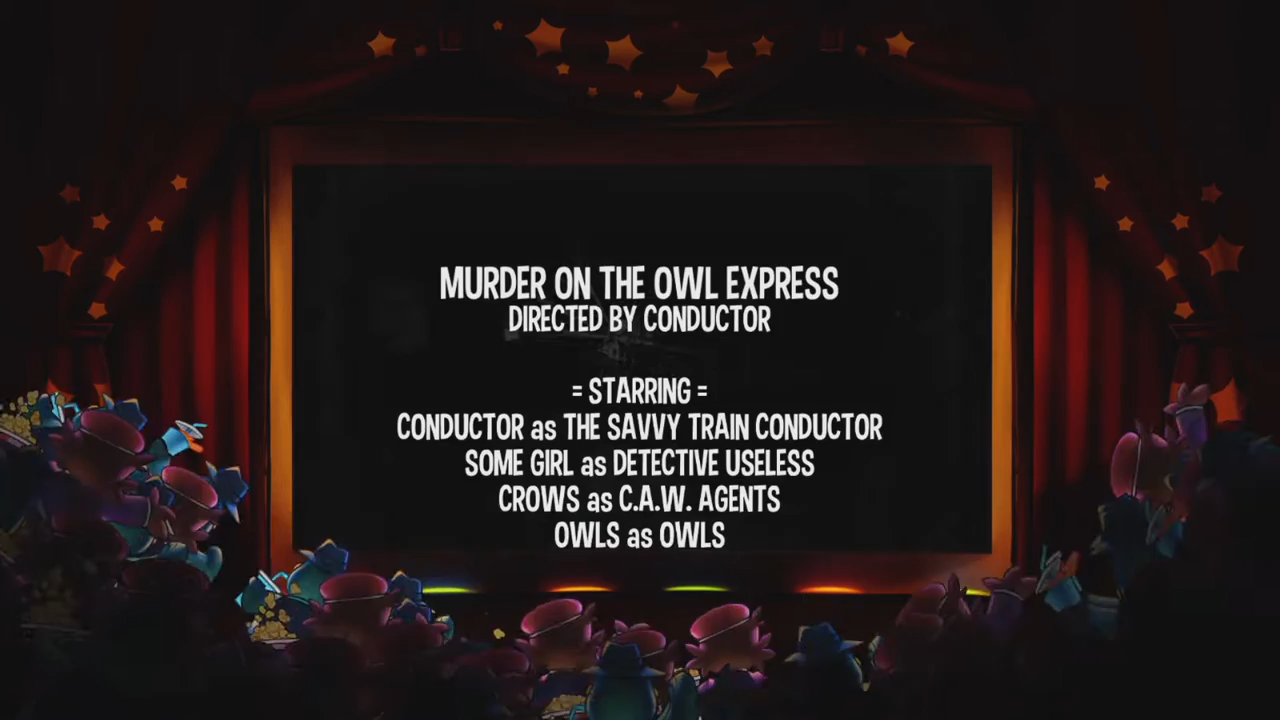 MURDER ON THE OWL EXPRESS
DIRECTED BY CONDUCTOR
= STARRING =
CONDUCTOR as THE SAVVY TRAIN CONDUCTOR
SOME GIRL as DETECTIVE USELESS
CROWS as C.A.W. AGENTS
OWLS as OWLS